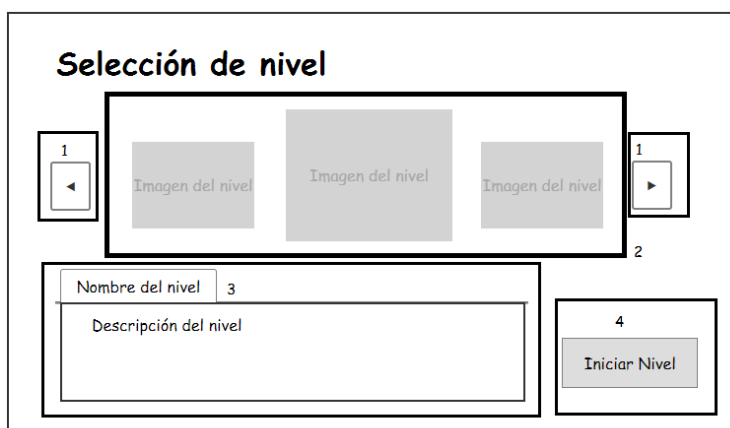 Selección de nivel
1
1
◄
Imagen del nivel
Imagen del nivel
Imagen del nivel
►
2
Nombre del nivel
3
Descripción del nivel
4
Iniciar Nivel